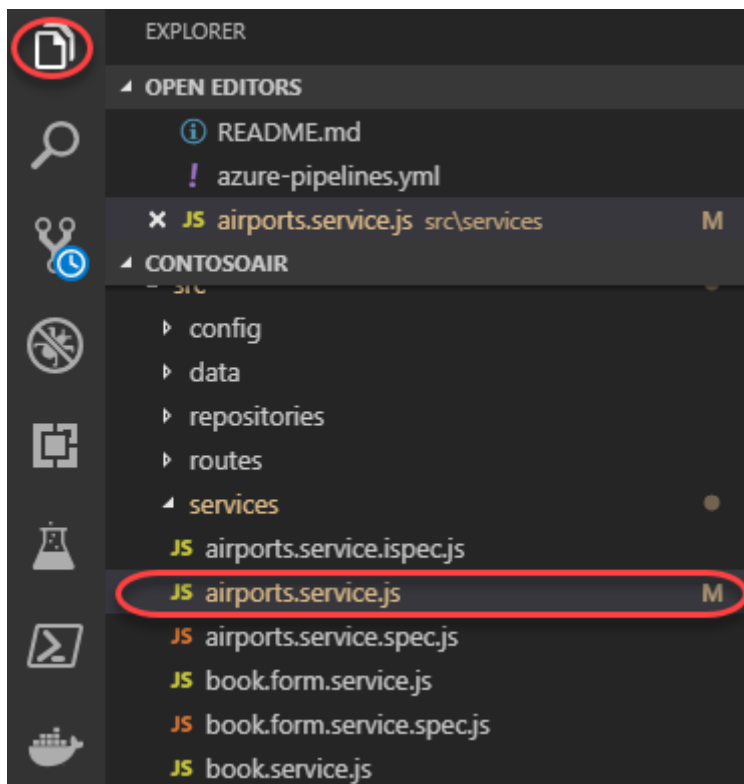 EXPLORER
OPEN EDITORS
README.md
! azure-pipelines.yml
JS airports.service.js src\services M
CONTOSOAIR
src
config
data
repositories
routes
services
JS airports.service.ispec.js
JS airports.service.js M
JS airports.service.spec.js
JS book.form.service.js
JS book.form.service.spec.js
JS book.service.js